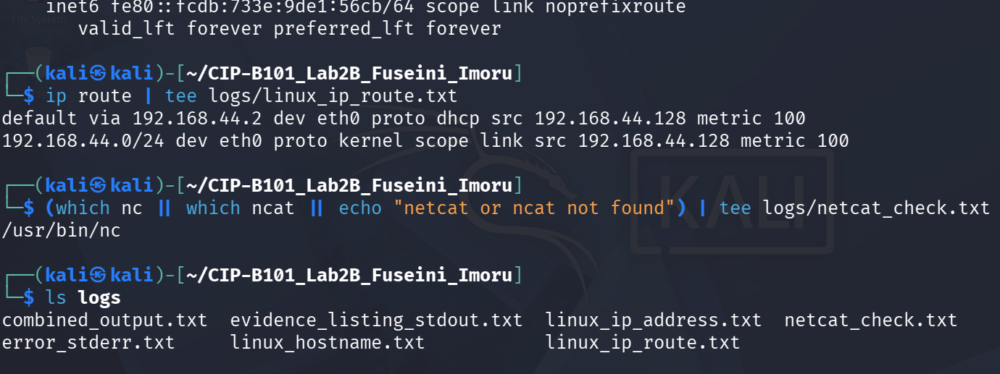 inet6 fe80::fcdb:733e:9de1:56cb/64 scope link noprefixroute
File System
valid_lft forever preferred_lft forever
┌──(kali㉿kali)-[~/CIP-B101_Lab2B_Fuseini_Imoru]
└─$ ip route | tee logs/linux_ip_route.txt
default via 192.168.44.2 dev eth0 proto dhcp src 192.168.44.128 metric 100
192.168.44.0/24 dev eth0 proto kernel scope link src 192.168.44.128 metric 100
┌──(kali㉿kali)-[~/CIP-B101_Lab2B_Fuseini_Imoru]
└─$ (which nc || which ncat || echo "netcat or ncat not found") | tee logs/netcat_check.txt
/usr/bin/nc
KALI
┌──(kali㉿kali)-[~/CIP-B101_Lab2B_Fuseini_Imoru]
└─$ ls logs
combined_output.txt  evidence_listing_stdout.txt  linux_ip_address.txt  netcat_check.txt
error_stderr.txt     linux_hostname.txt           linux_ip_route.txt